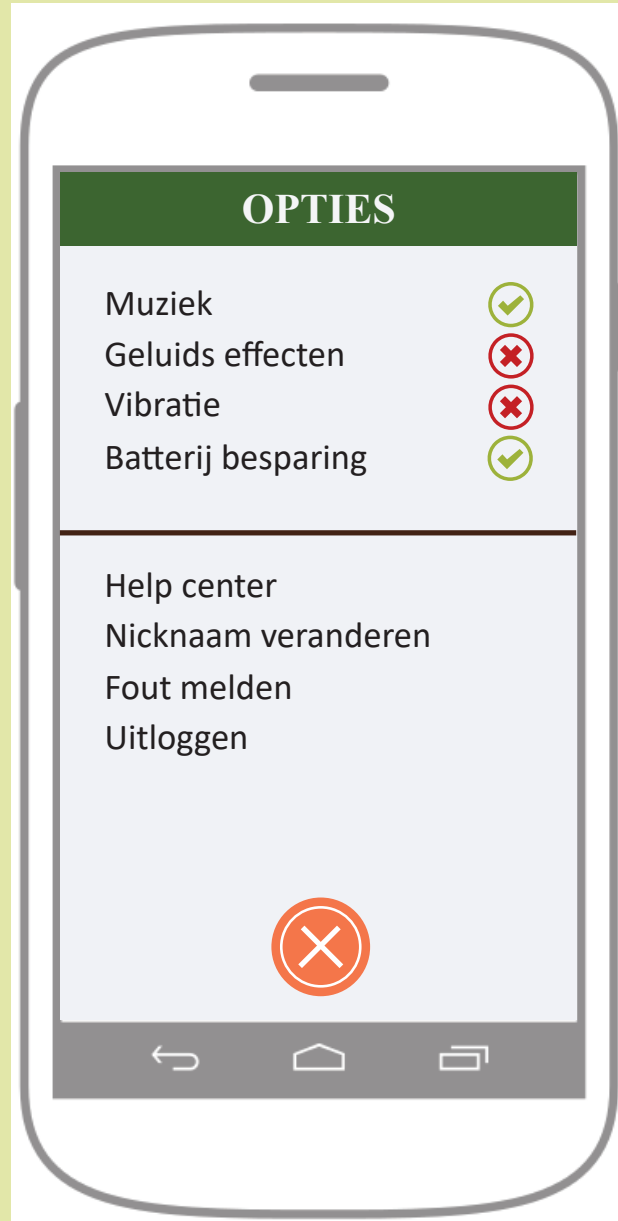 OPTIES
Muziek
Geluids effecten
Vibratie
Batterij besparing
Help center
Nicknaam veranderen
Fout melden
Uitloggen